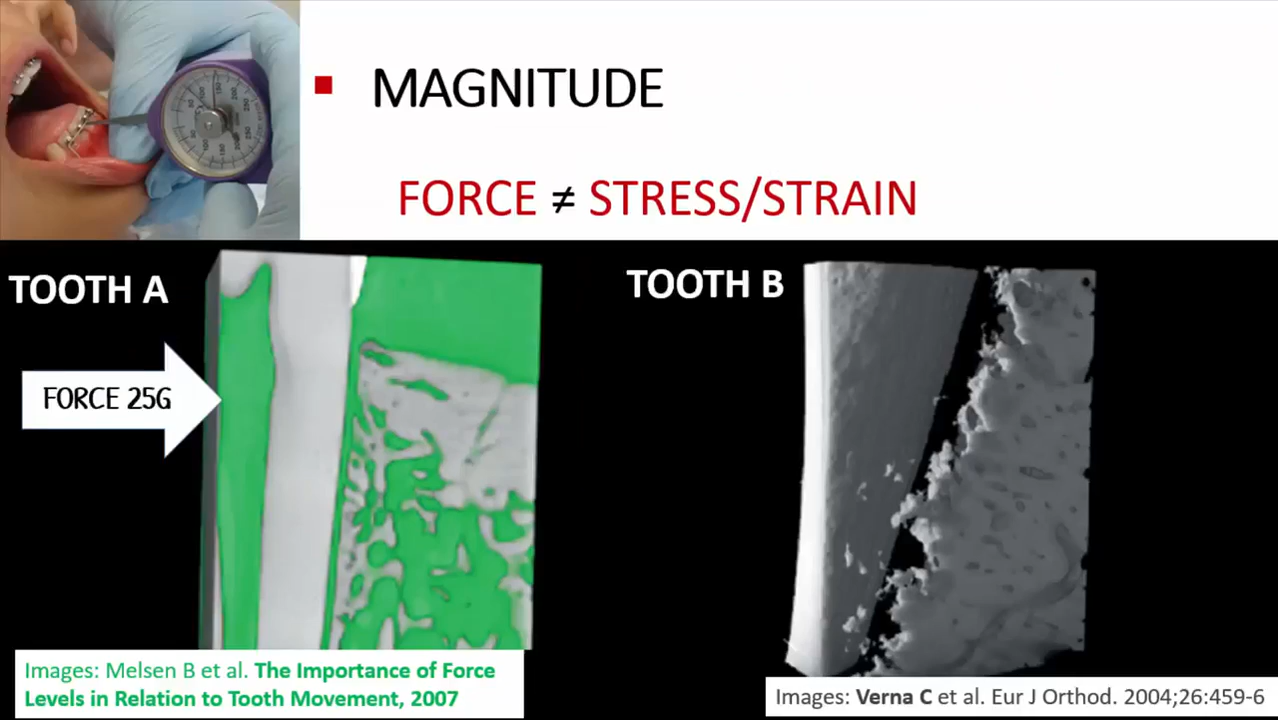 MAGNITUDE
FORCE ≠ STRESS/STRAIN
TOOTH A
TOOTH B
FORCE 25G
Images: Melsen B et al. The Importance of Force
Levels in Relation to Tooth Movement, 2007
Images: Verna C et al. Eur J Orthod. 2004;26:459-6